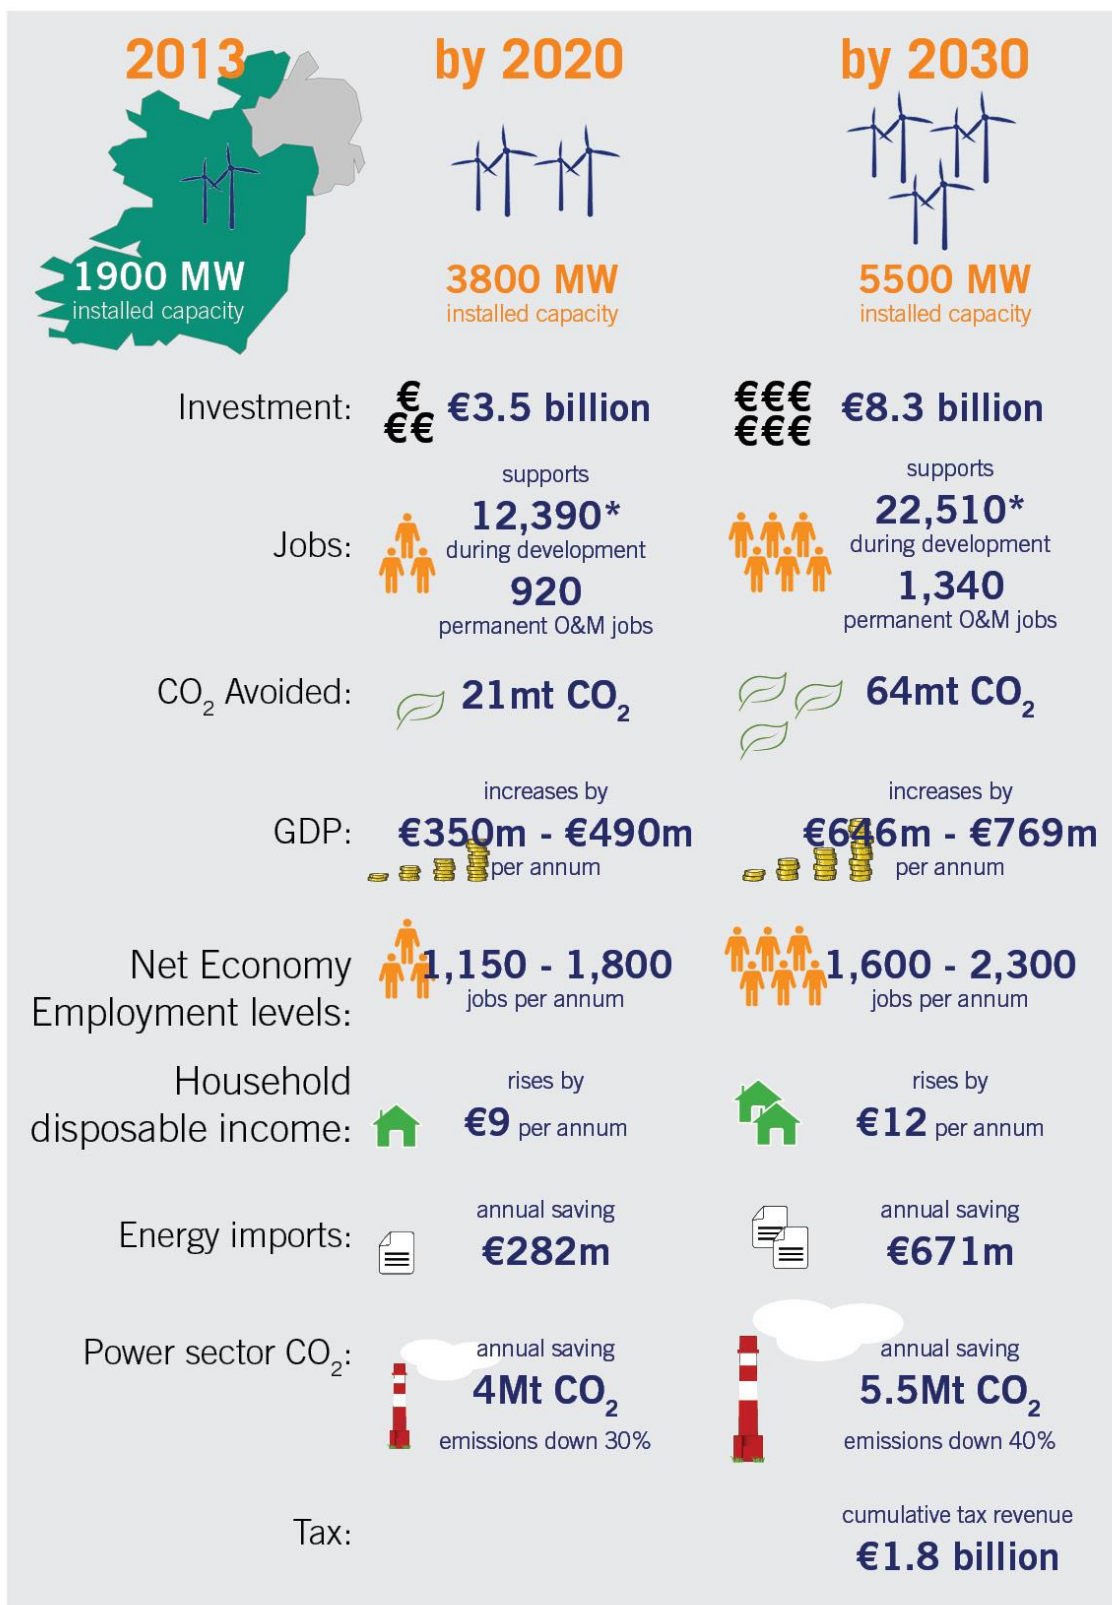 2013
by 2020
by 2030
1900 MW
installed capacity
3800 MW
installed capacity
5500 MW
installed capacity
Investment:
€
€€
€3.5 billion
€€€
€€€
€8.3 billion
Jobs:
supports
12,390*
during development
920
permanent O&M jobs
supports
22,510*
during development
1,340
permanent O&M jobs
CO₂ Avoided:
21mt CO₂
64mt CO₂
GDP:
increases by
€350m - €490m
per annum
increases by
€646m - €769m
per annum
Net Economy
Employment levels:
1,150 - 1,800
jobs per annum
1,600 - 2,300
jobs per annum
Household
disposable income:
rises by
€9 per annum
rises by
€12 per annum
Energy imports:
annual saving
€282m
annual saving
€671m
Power sector CO₂:
annual saving
4Mt CO₂
emissions down 30%
annual saving
5.5Mt CO₂
emissions down 40%
Tax:
cumulative tax revenue
€1.8 billion